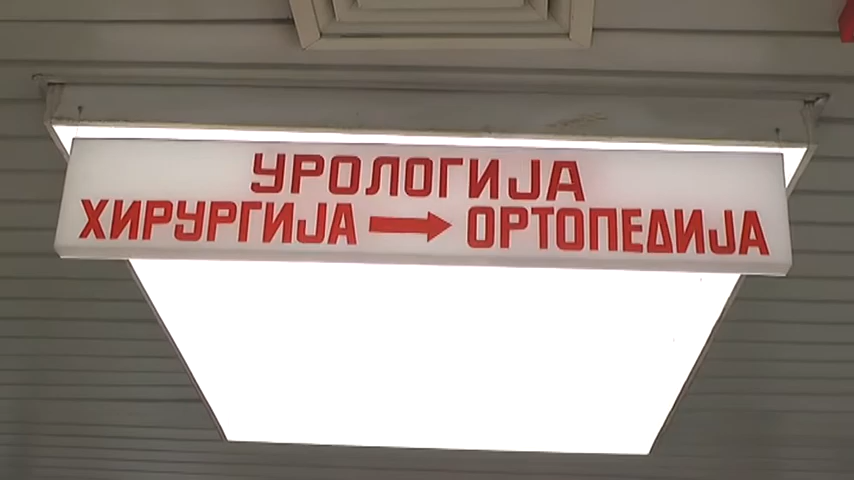 УРОЛОГИЈА
ХИРУРГИЈА → ОРТОПЕДИЈА